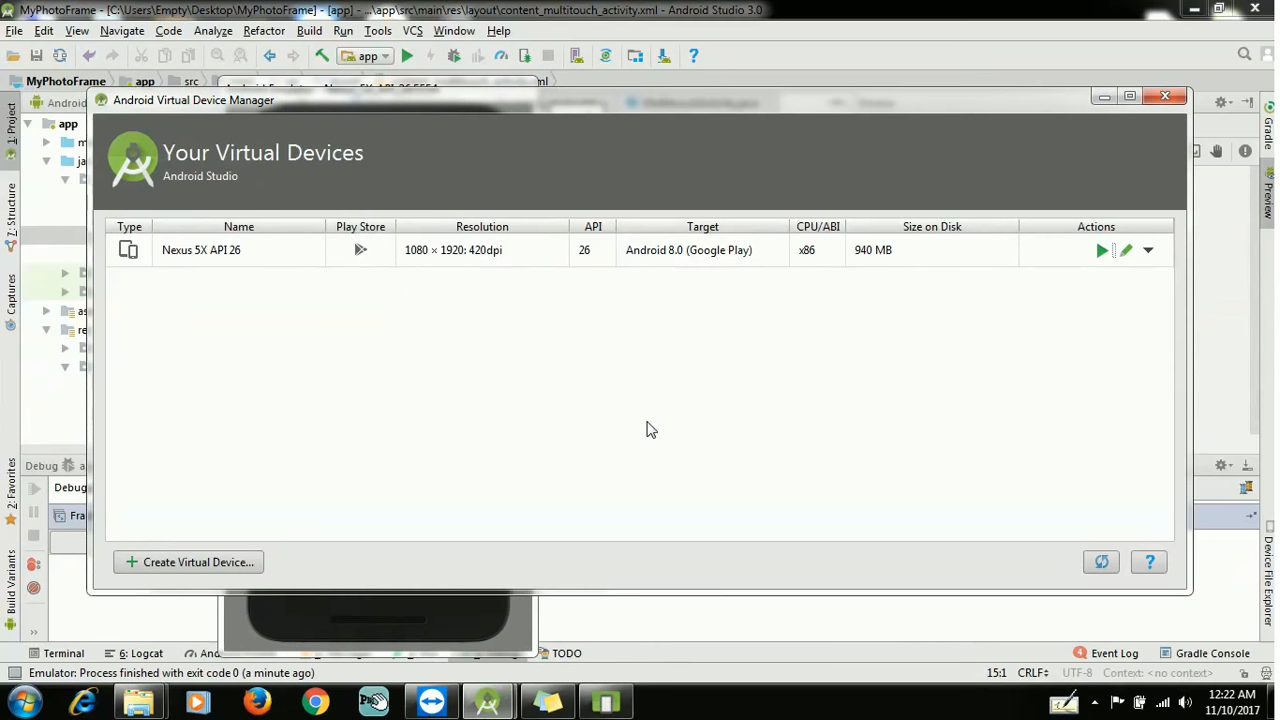 MyPhotoFrame - [C:\Users\Empty\Desktop\MyPhotoFrame] - [app] - ...\app\src\main\res\layout\content_multitouch_activity.xml - Android Studio 3.0
File Edit View Navigate Code Analyze Refactor Build Run Tools VCS Window Help
app
MyPhotoFrame app src
Android Virtual Device Manager
Android
1: Project
app
Your Virtual Devices
Android Studio
Gradle
Preview
Z: Structure
Type Name Play Store Resolution API Target CPU/ABI Size on Disk Actions
Nexus 5X API 26 1080 × 1920: 420dpi 26 Android 8.0 (Google Play) x86 940 MB
Captures
Debug
Debug
Fra
2: Favorites
Build Variants
Device File Explorer
+ Create Virtual Device... ?
Terminal 6: Logcat TODO Event Log Gradle Console
Emulator: Process finished with exit code 0 (a minute ago) 15:1 CRLF UTF-8 Context: <no context>
12:22 AM
11/10/2017